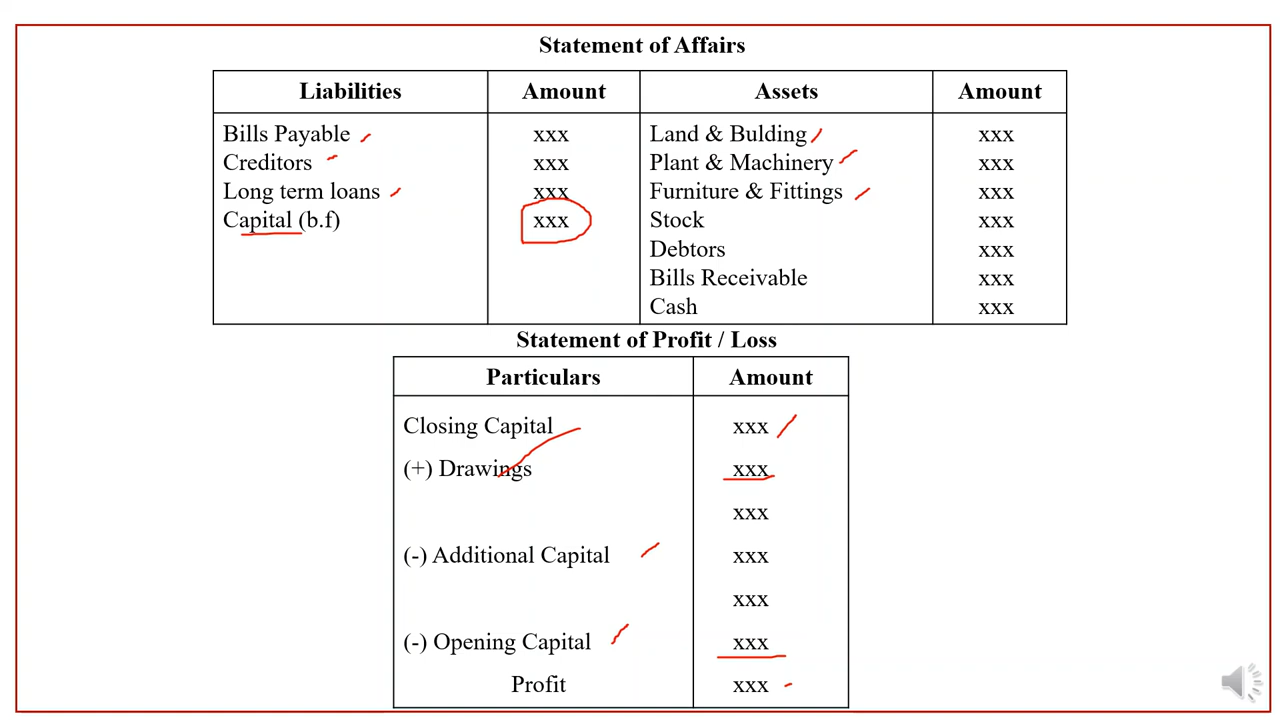 Statement of Affairs
Liabilities Amount Assets Amount
Bills Payable xxx Land & Bulding xxx
Creditors xxx Plant & Machinery xxx
Long term loans xxx Furniture & Fittings xxx
Capital (b.f) xxx Stock xxx
Debtors xxx
Bills Receivable xxx
Cash xxx
Statement of Profit / Loss
Particulars Amount
Closing Capital xxx
(+) Drawings xxx
xxx
(-) Additional Capital xxx
xxx
(-) Opening Capital xxx
Profit xxx